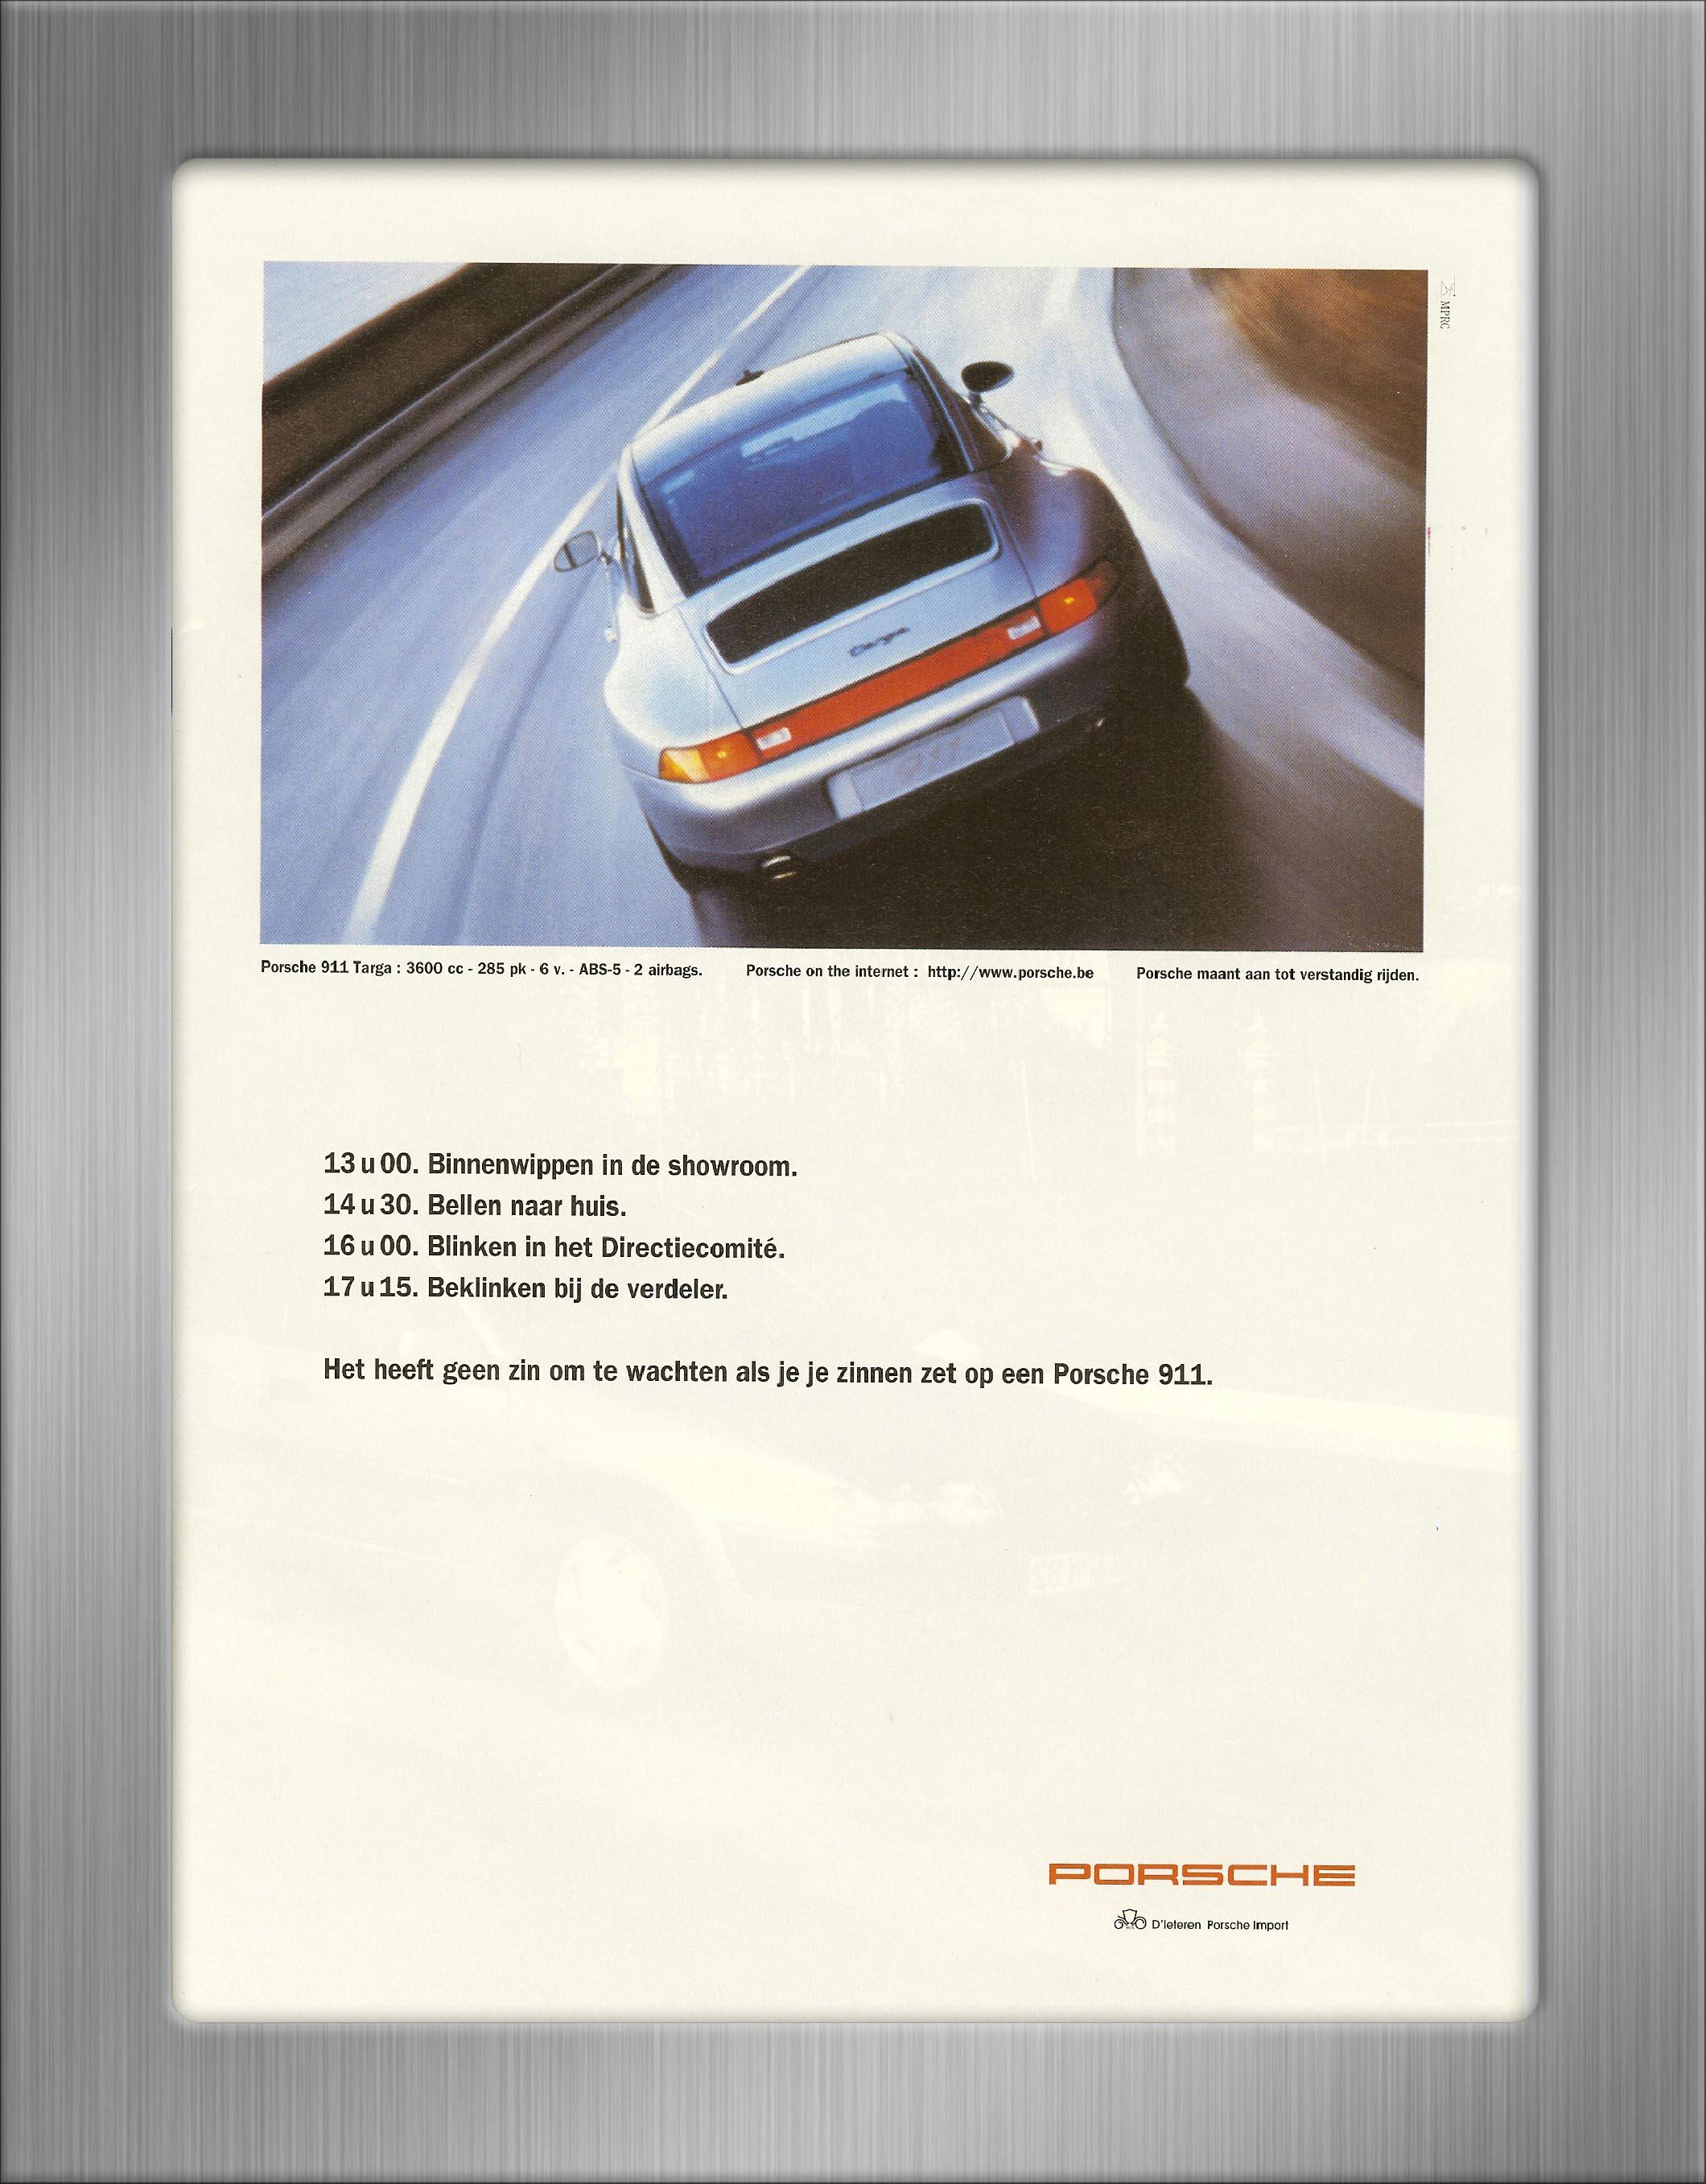 MPRC
Targa
911
Porsche 911 Targa : 3600 cc - 285 pk - 6 v. - ABS-5 - 2 airbags. Porsche on the internet : http://www.porsche.be Porsche maant aan tot verstandig rijden.
13 u 00. Binnenwippen in de showroom.
14 u 30. Bellen naar huis.
16 u 00. Blinken in het Directiecomité.
17 u 15. Beklinken bij de verdeler.
Het heeft geen zin om te wachten als je je zinnen zet op een Porsche 911.
PORSCHE
D'Ieteren Porsche Import